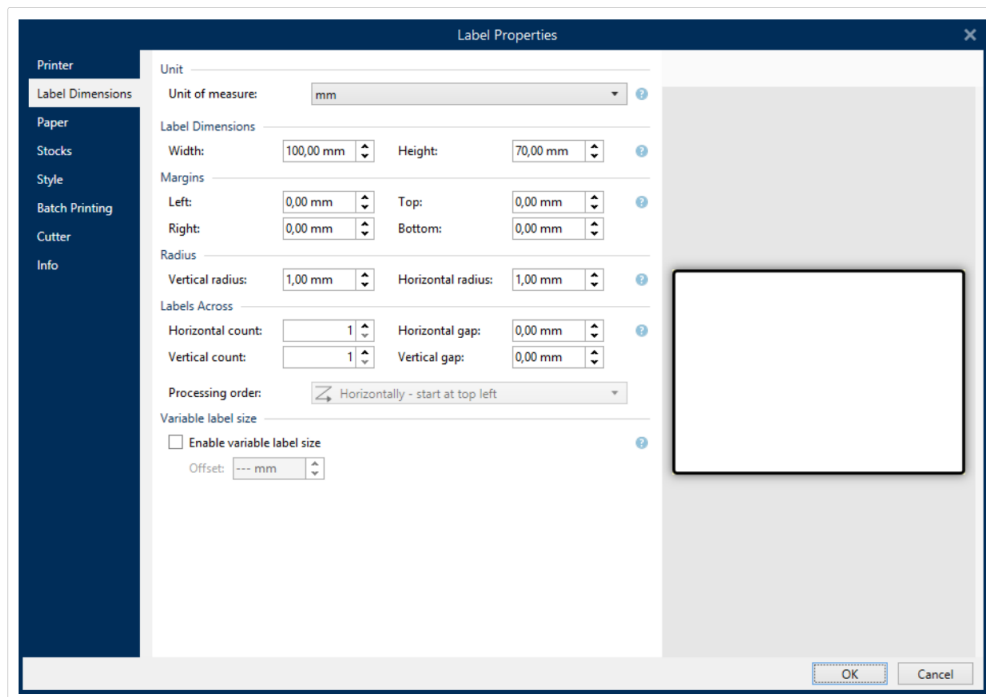 Label Properties
Printer
Label Dimensions
Paper
Stocks
Style
Batch Printing
Cutter
Info
Unit
Unit of measure: mm
Label Dimensions
Width: 100,00 mm Height: 70,00 mm
Margins
Left: 0,00 mm Top: 0,00 mm
Right: 0,00 mm Bottom: 0,00 mm
Radius
Vertical radius: 1,00 mm Horizontal radius: 1,00 mm
Labels Across
Horizontal count: 1 Horizontal gap: 0,00 mm
Vertical count: 1 Vertical gap: 0,00 mm
Processing order: Horizontally - start at top left
Variable label size
Enable variable label size
Offset: --- mm
OK Cancel